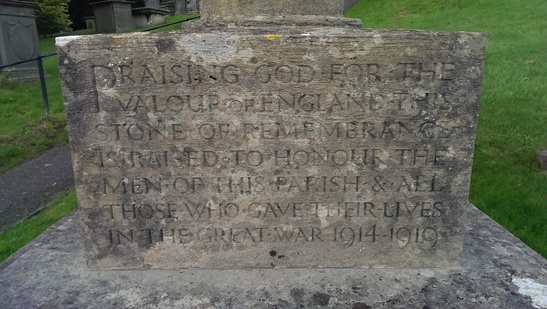 PRAISING GOD FOR THE
VALOUR OF ENGLAND THIS
STONE OF REMEMBRANCE
IS RAISED TO HONOUR THE
MEN OF THIS PARISH & ALL
THOSE WHO GAVE THEIR LIVES
IN THE GREAT WAR 1914-1919